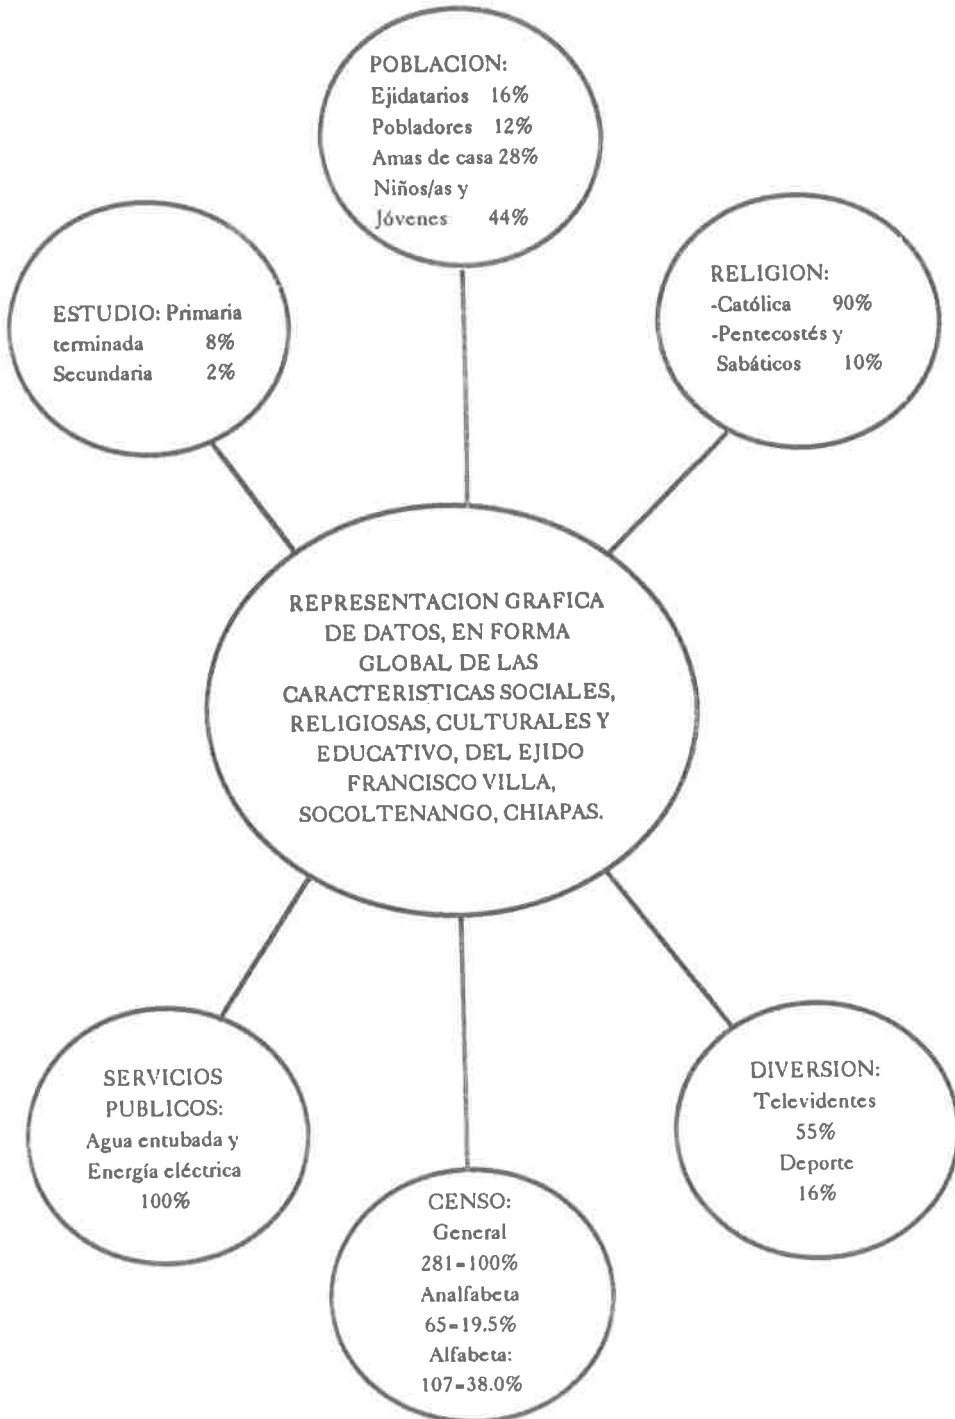 POBLACION:
Ejidatarios 16%
Pobladores 12%
Amas de casa 28%
Niños/as y
Jóvenes 44%
ESTUDIO: Primaria
terminada 8%
Secundaria 2%
RELIGION:
-Católica 90%
-Pentecostés y
Sabáticos 10%
REPRESENTACION GRAFICA
DE DATOS, EN FORMA
GLOBAL DE LAS
CARACTERISTICAS SOCIALES,
RELIGIOSAS, CULTURALES Y
EDUCATIVO, DEL EJIDO
FRANCISCO VILLA,
SOCOLTENANGO, CHIAPAS.
SERVICIOS
PUBLICOS:
Agua entubada y
Energía eléctrica
100%
CENSO:
General
281=100%
Analfabeta
65=19.5%
Alfabeta:
107=38.0%
DIVERSION:
Televidentes
55%
Deporte
16%